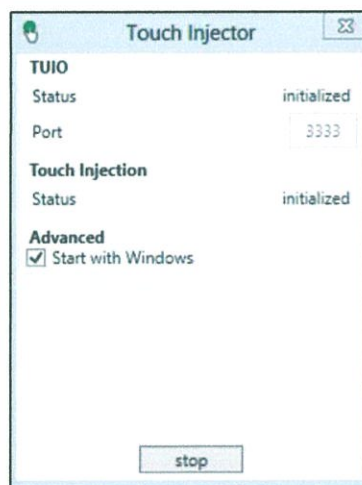 Touch Injector
TUIO
Status initialized
Port 3333
Touch Injection
Status initialized
Advanced
Start with Windows
stop